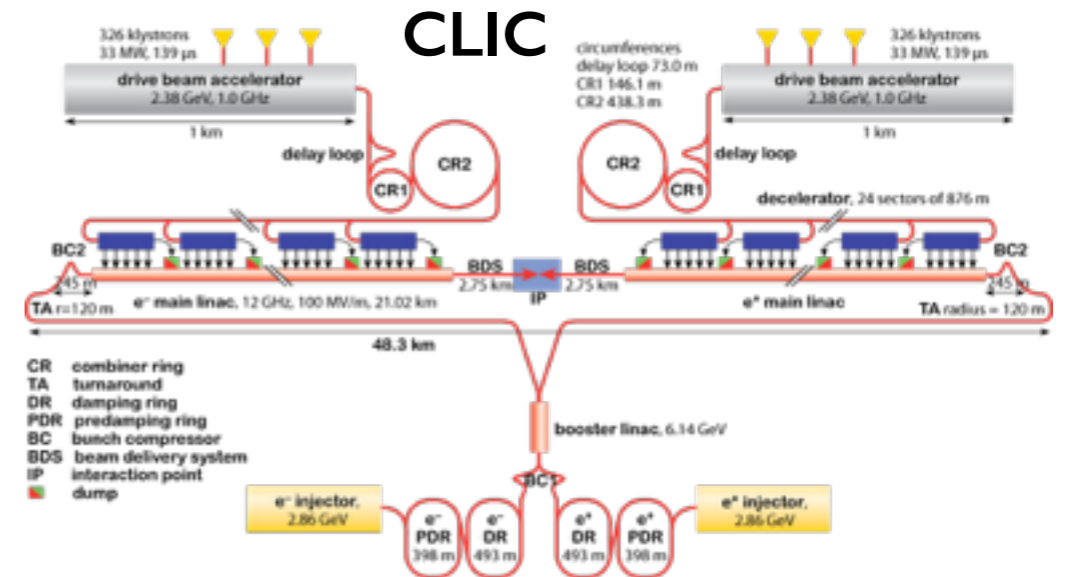 CLIC
326 klystrons
33 MW, 139 μs
drive beam accelerator
2.38 GeV, 1.0 GHz
1 km
delay loop
CR1
CR2
circumferences
delay loop 73.0 m
CR1 146.1 m
CR2 438.3 m
326 klystrons
33 MW, 139 μs
drive beam accelerator
2.38 GeV, 1.0 GHz
1 km
CR2
CR1
delay loop
decelerator, 24 sectors of 876 m
BC2
245 m
TA r=120 m
e⁻ main linac, 12 GHz, 100 MV/m, 21.02 km
BDS
2.75 km
IP
BDS
2.75 km
e⁺ main linac
BC2
245 m
TA radius = 120 m
48.3 km
CR combiner ring
TA turnaround
DR damping ring
PDR predamping ring
BC bunch compressor
BDS beam delivery system
IP interaction point
dump
booster linac, 6.14 GeV
BC1
e⁻ injector,
2.86 GeV
e⁻
PDR
398 m
e⁻
DR
493 m
e⁺
DR
493 m
e⁺
PDR
398 m
e⁺ injector,
2.86 GeV